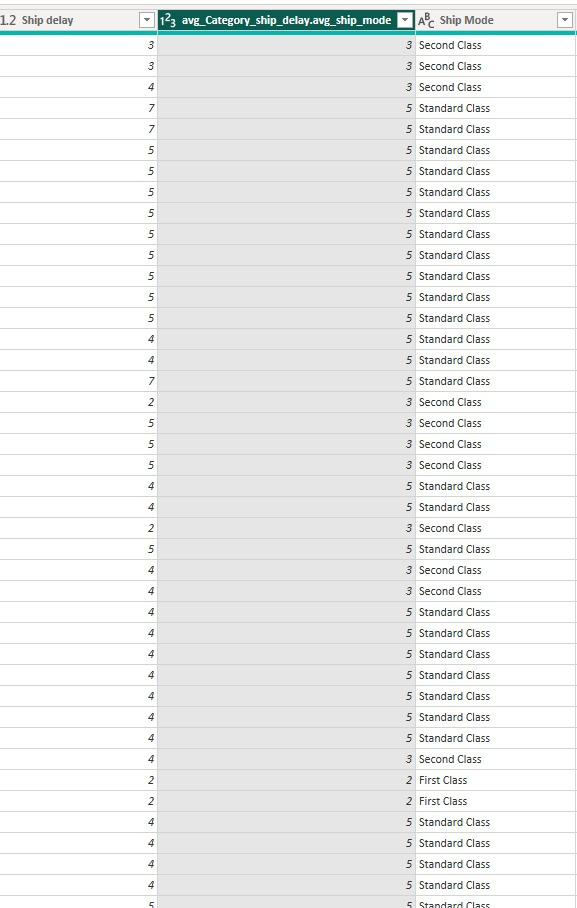 1.2 Ship delay 123 avg_Category_ship_delay.avg_ship_mode ABC Ship Mode
3 3 Second Class
3 3 Second Class
4 3 Second Class
7 5 Standard Class
7 5 Standard Class
5 5 Standard Class
5 5 Standard Class
5 5 Standard Class
5 5 Standard Class
5 5 Standard Class
5 5 Standard Class
5 5 Standard Class
5 5 Standard Class
5 5 Standard Class
4 5 Standard Class
4 5 Standard Class
7 5 Standard Class
2 3 Second Class
5 3 Second Class
5 3 Second Class
5 3 Second Class
4 5 Standard Class
4 5 Standard Class
2 3 Second Class
5 5 Standard Class
4 3 Second Class
4 3 Second Class
4 5 Standard Class
4 5 Standard Class
4 5 Standard Class
4 5 Standard Class
4 5 Standard Class
4 5 Standard Class
4 5 Standard Class
4 3 Second Class
2 2 First Class
2 2 First Class
4 5 Standard Class
4 5 Standard Class
4 5 Standard Class
4 5 Standard Class
5 5 Standard Class